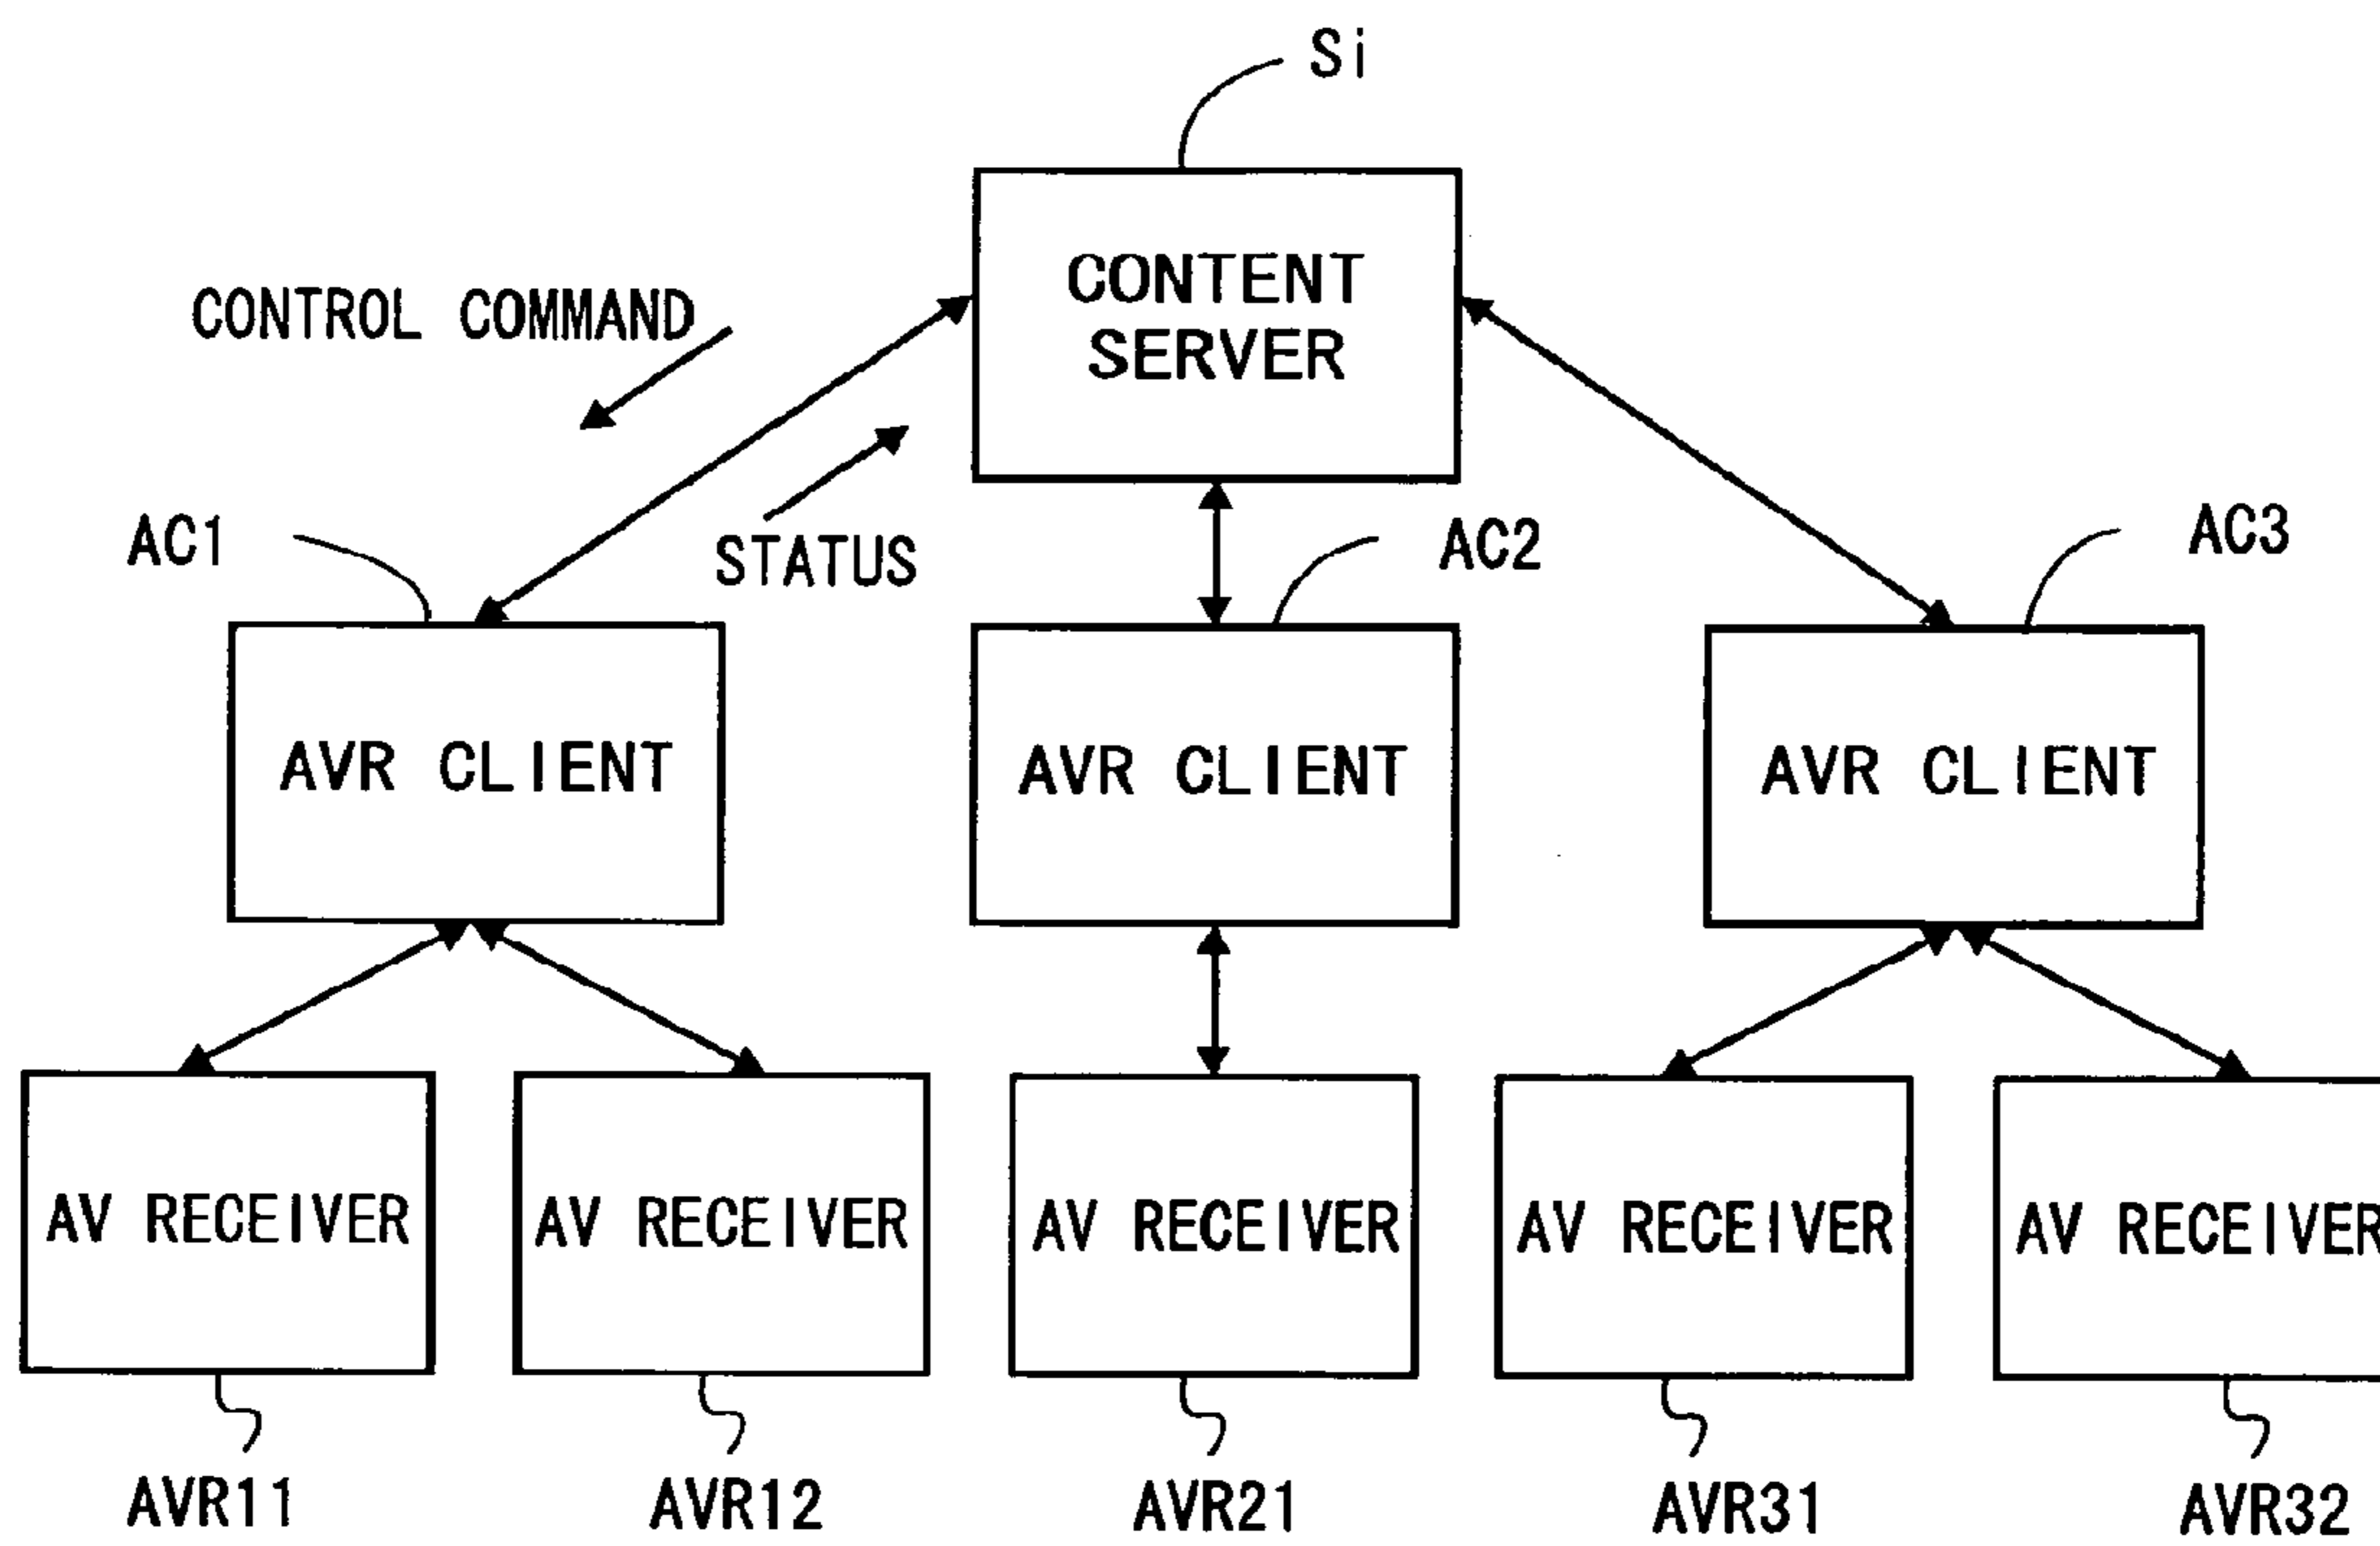 Si
CONTENT
SERVER
CONTROL COMMAND
STATUS
AC1
AC2
AC3
AVR CLIENT
AVR CLIENT
AVR CLIENT
AV RECEIVER
AV RECEIVER
AV RECEIVER
AV RECEIVER
AV RECEIVER
AVR11
AVR12
AVR21
AVR31
AVR32